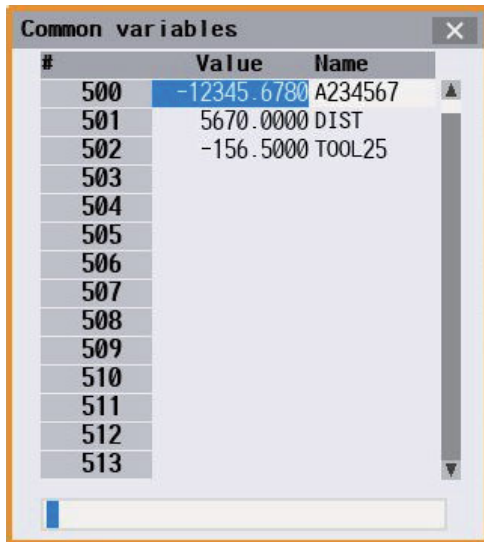 Common variables
# Value Name
500 -12345.6780 A234567
501 5670.0000 DIST
502 -156.5000 TOOL25
503
504
505
506
507
508
509
510
511
512
513